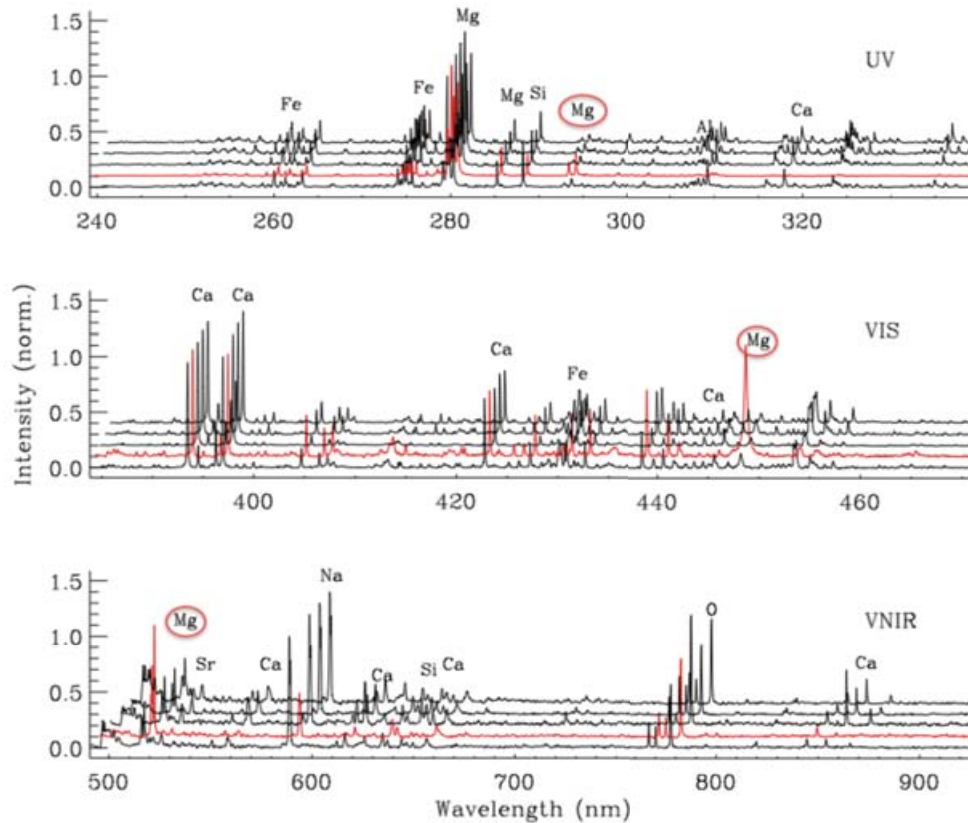 1.5
Mg
UV
1.0
Fe
Fe
Mg Si
Mg
Ca
0.5
0.0
240 260 280 300 320
1.5
Ca Ca
VIS
Mg
1.0
Ca
Fe
Ca
0.5
0.0
400 420 440 460
Intensity (norm.)
1.5
Na
VNIR
Mg
O
1.0
Sr
Ca
Ca
Si Ca
Ca
0.5
0.0
500 600 700 800 900
Wavelength (nm)